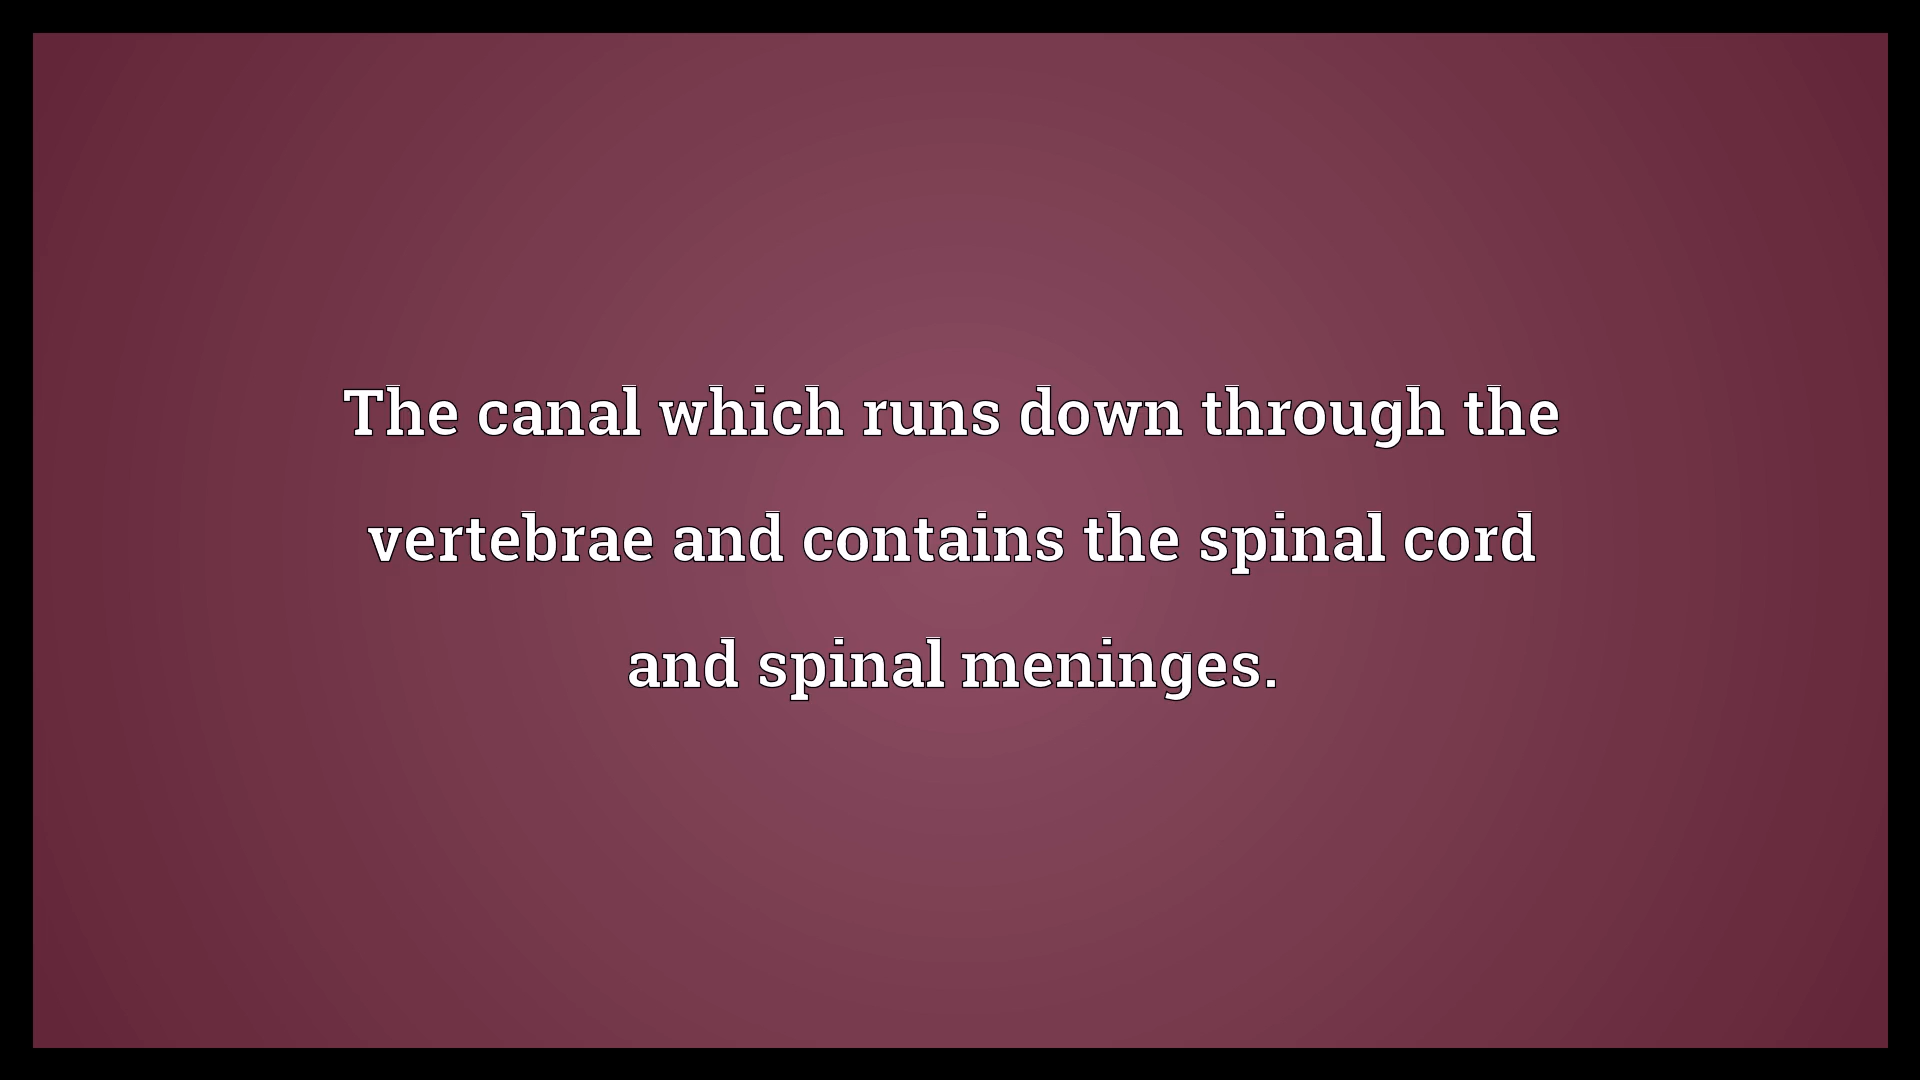 The canal which runs down through the
vertebrae and contains the spinal cord
and spinal meninges.